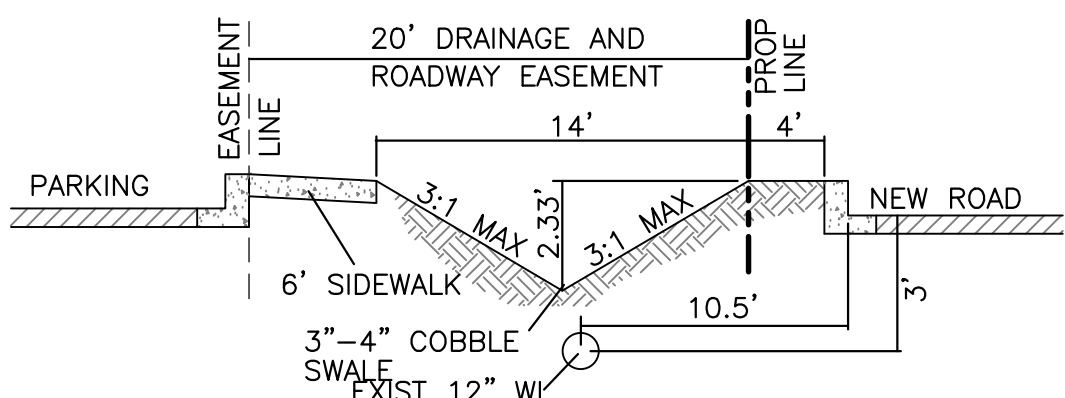 EASEMENT
LINE
20' DRAINAGE AND
ROADWAY EASEMENT
PROP
LINE
14'
4'
PARKING
3:1 MAX
2.33'
3:1 MAX
NEW ROAD
6' SIDEWALK
10.5'
3'
3"-4" COBBLE
SWALE
EXIST 12"